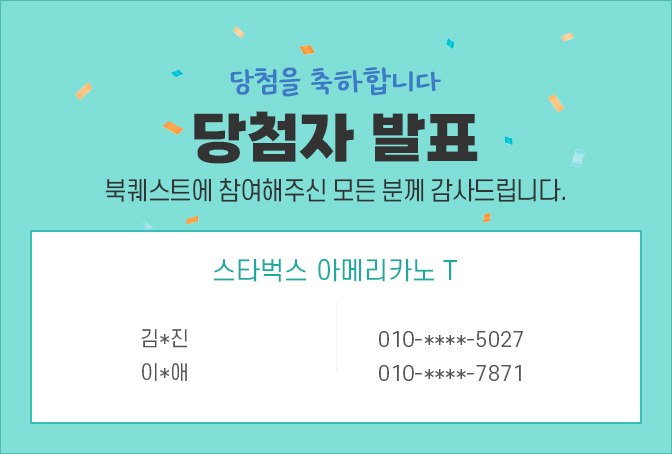 당첨을 축하합니다
당첨자 발표
북퀘스트에 참여해주신 모든 분께 감사드립니다.
스타벅스 아메리카노 T
김*진 010-****-5027
이*애 010-****-7871